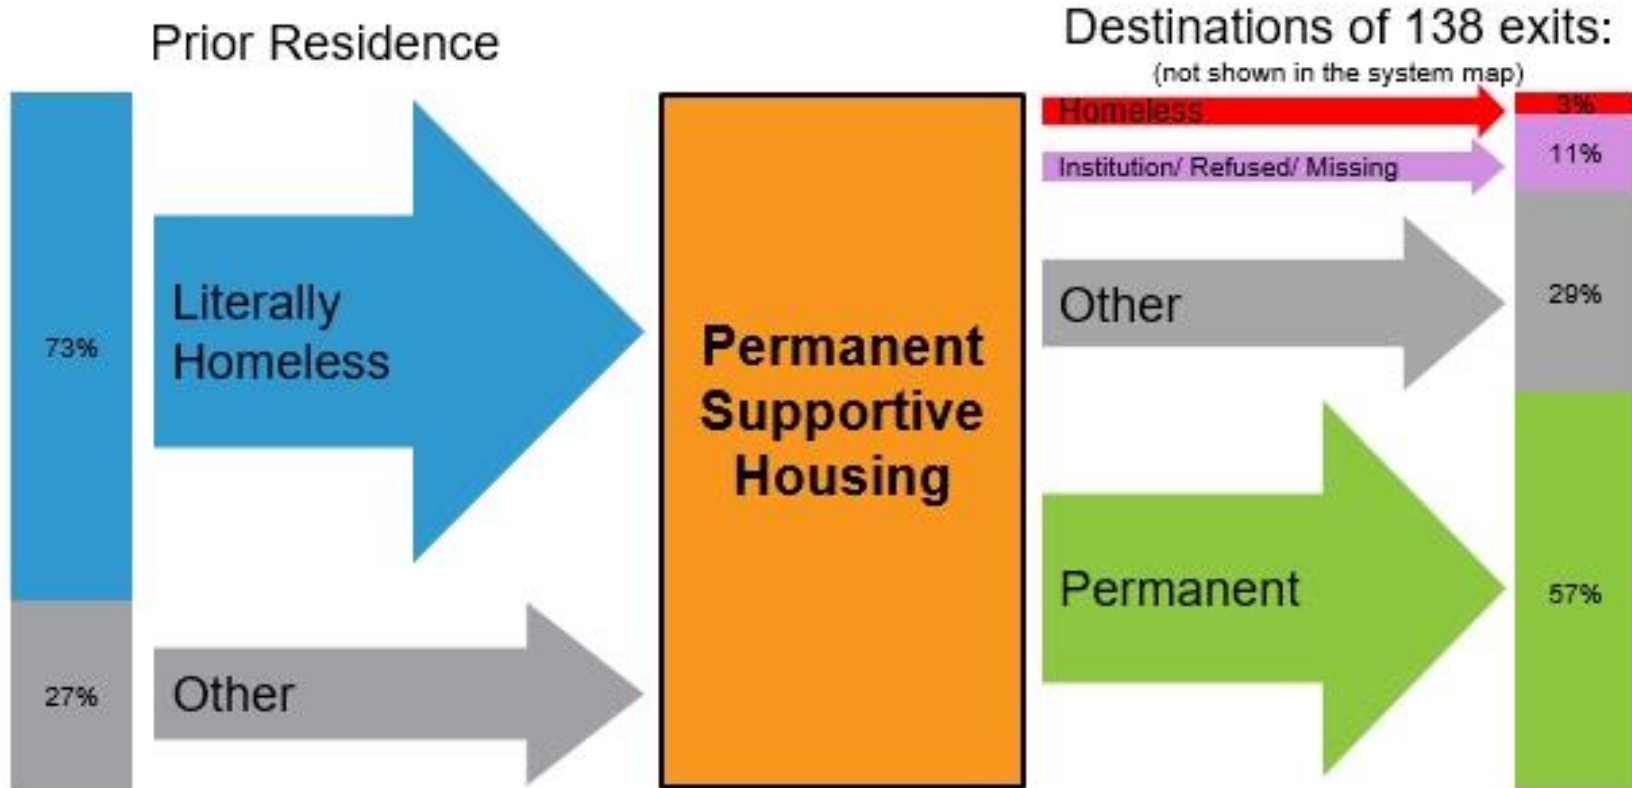 Prior Residence
Destinations of 138 exits:
(not shown in the system map)
73%
Literally
Homeless
27%
Other
Permanent
Supportive
Housing
Homeless
3%
Institution/ Refused/ Missing
11%
Other
29%
Permanent
57%